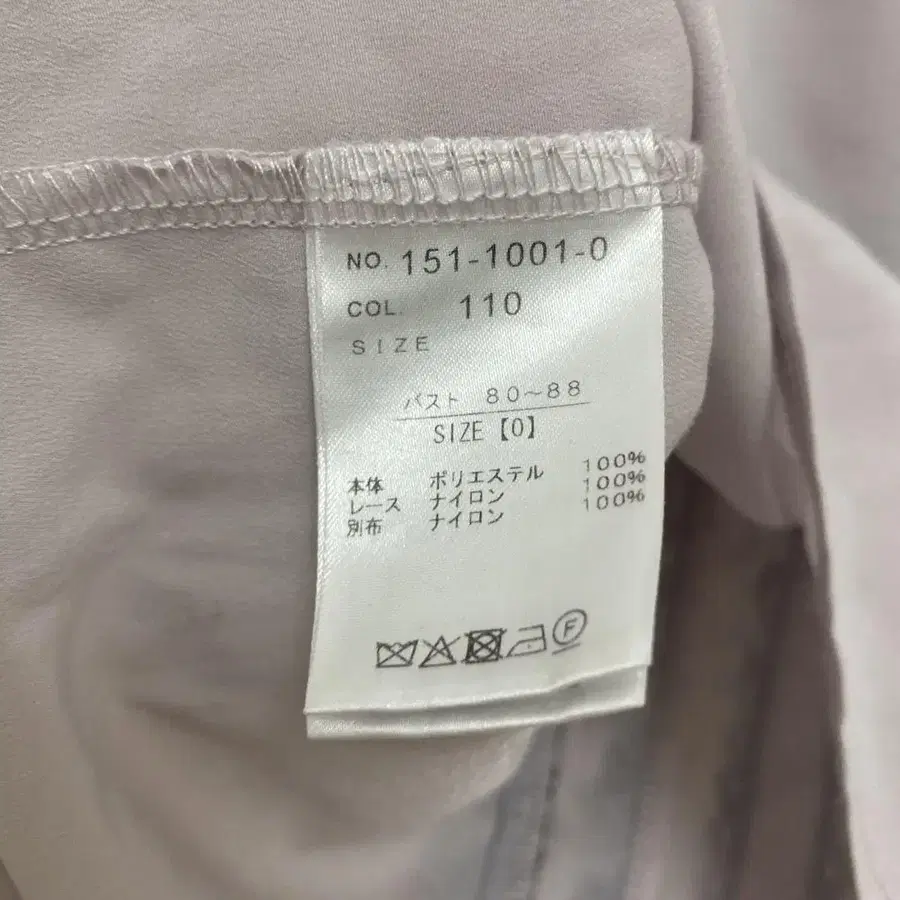 NO. 151-1001-0
COL. 110
SIZE
バスト 80~88
SIZE【0】
本体 ポリエステル 100%
レース ナイロン 100%
別布 ナイロン 100%
F